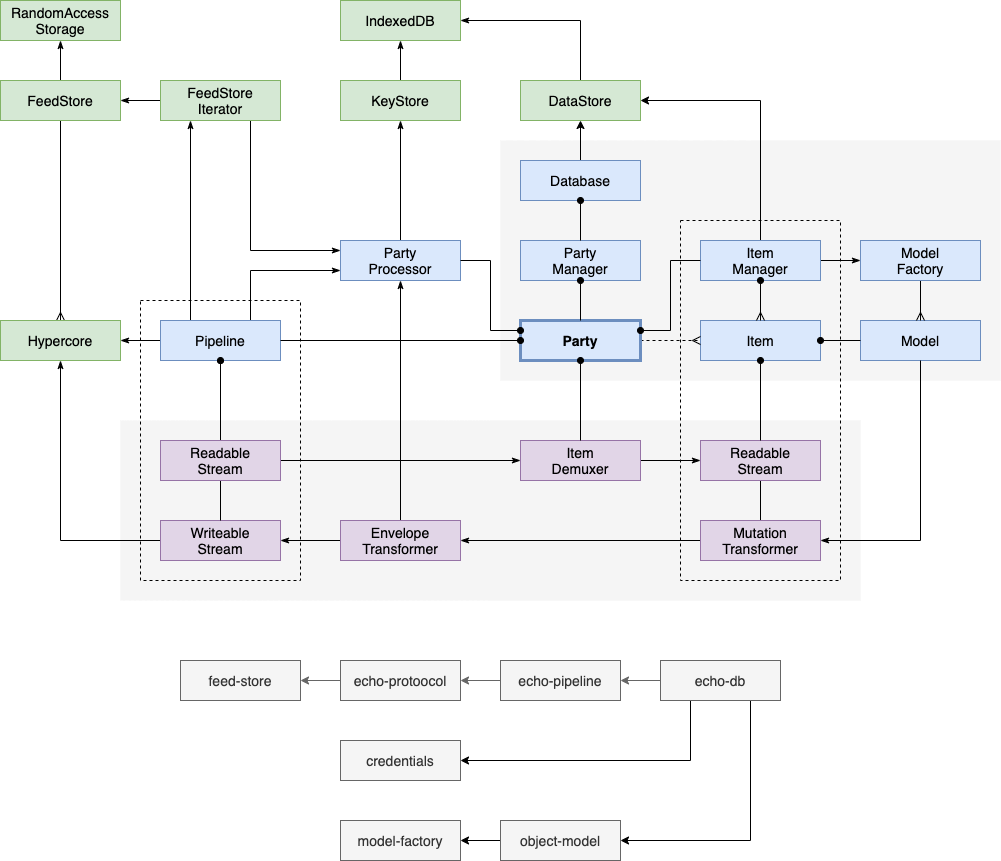 RandomAccess
Storage
IndexedDB
FeedStore
FeedStore
Iterator
KeyStore
DataStore
Database
Party
Processor
Party
Manager
Item
Manager
Model
Factory
Hypercore
Pipeline
Party
Item
Model
Readable
Stream
Item
Demuxer
Readable
Stream
Writeable
Stream
Envelope
Transformer
Mutation
Transformer
feed-store
echo-protoocol
echo-pipeline
echo-db
credentials
model-factory
object-model